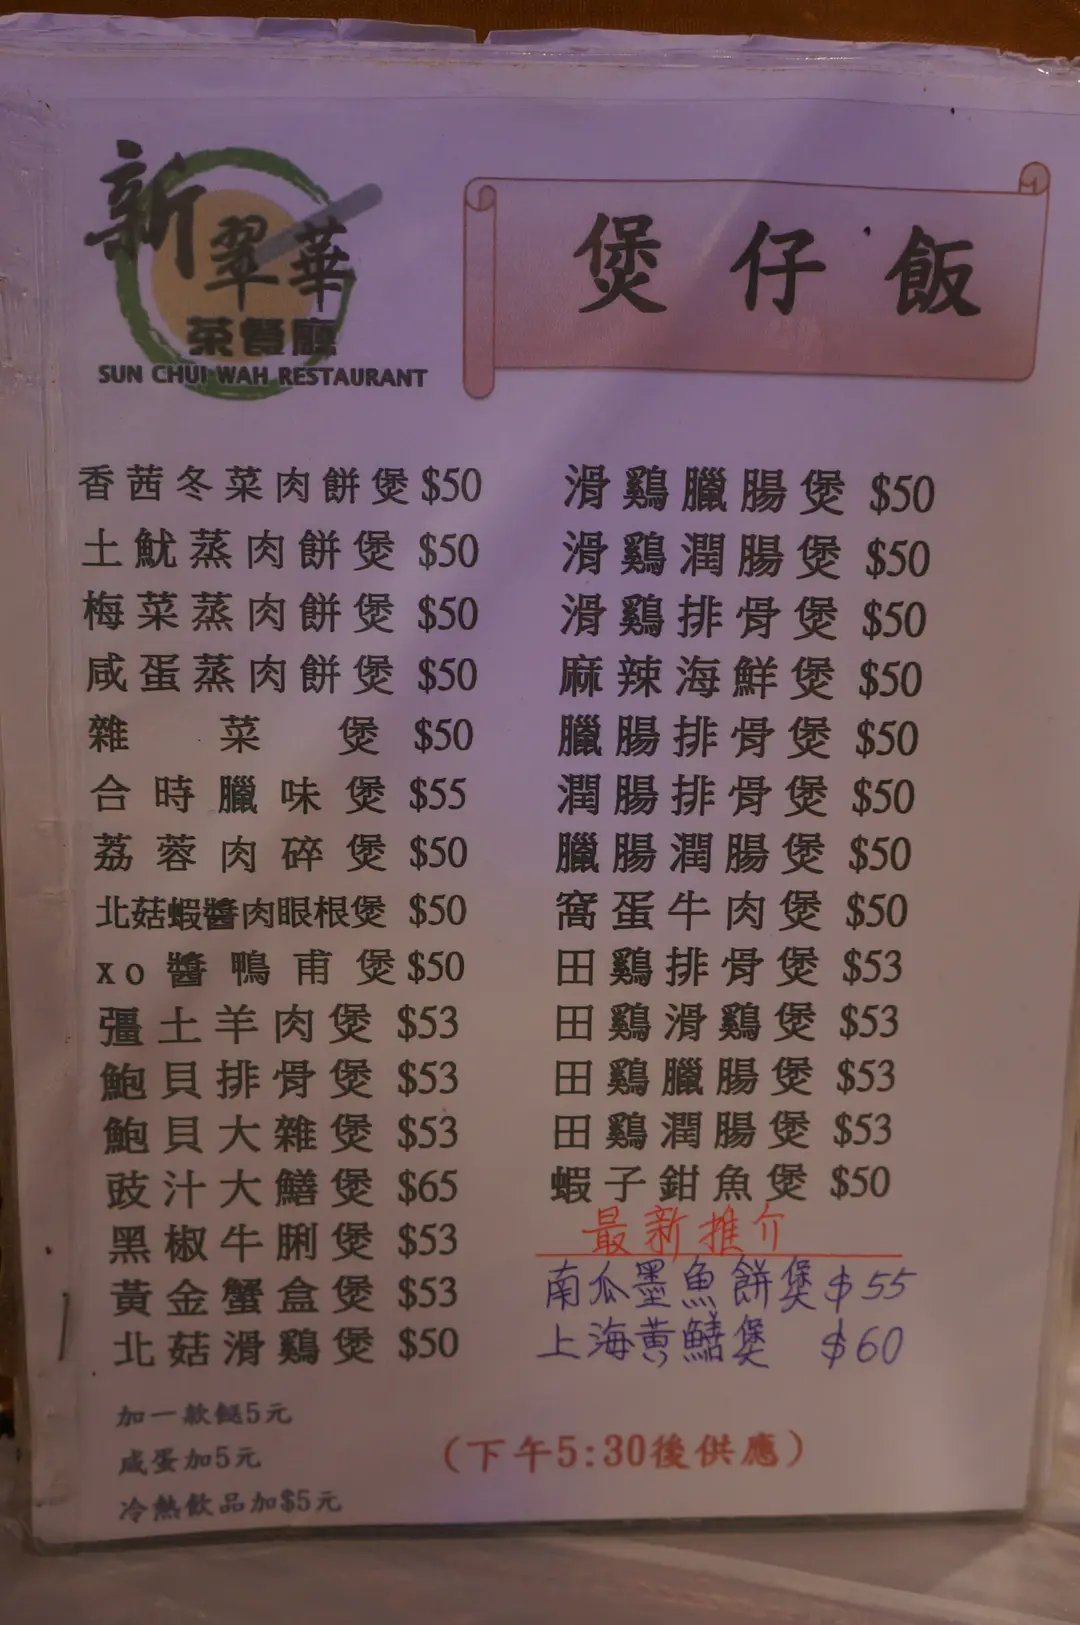 新翠華
茶餐廳
SUN CHUI WAH RESTAURANT
煲仔飯
香茜冬菜肉餅煲 $50
土魷蒸肉餅煲 $50
梅菜蒸肉餅煲 $50
咸蛋蒸肉餅煲 $50
雜菜煲 $50
合時臘味煲 $55
荔蓉肉碎煲 $50
北菇蝦醬肉眼根煲 $50
xo醬鴨甫煲 $50
彊土羊肉煲 $53
鮑貝排骨煲 $53
鮑貝大雜煲 $53
豉汁大鱔煲 $65
黑椒牛脷煲 $53
黃金蟹盒煲 $53
北菇滑鷄煲 $50
加一款餸5元
咸蛋加5元
冷熱飲品加$5元
滑鷄臘腸煲 $50
滑鷄潤腸煲 $50
滑鷄排骨煲 $50
麻辣海鮮煲 $50
臘腸排骨煲 $50
潤腸排骨煲 $50
臘腸潤腸煲 $50
窩蛋牛肉煲 $50
田鷄排骨煲 $53
田鷄滑鷄煲 $53
田鷄臘腸煲 $53
田鷄潤腸煲 $53
蝦子鉗魚煲 $50
最新推介
南瓜墨魚餅煲 $55
上海黄鱔煲 $60
(下午5:30後供應)